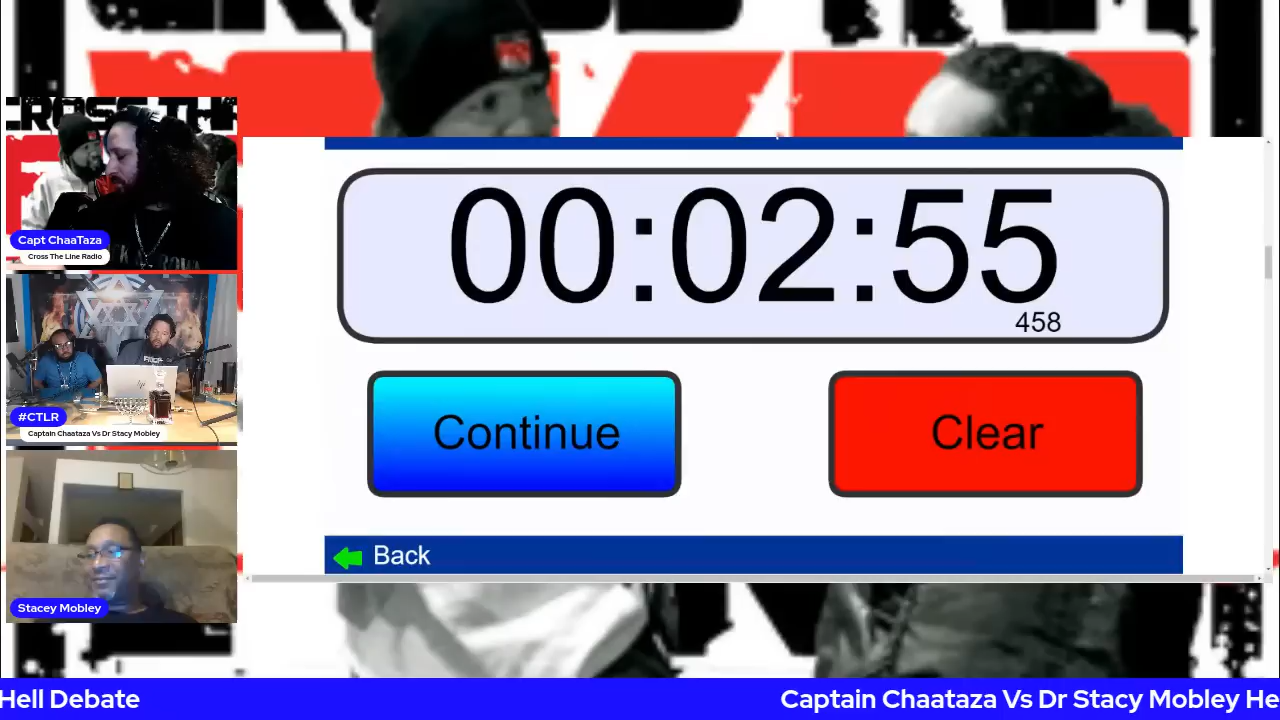 CROSS THE
Capt ChaaTaza
Cross The Line Radio
#CTLR
Captain Chaataza Vs Dr Stacy Mobley
Stacey Mobley
00:02:55
458
Continue
Clear
Back
Hell Debate
Captain Chaataza Vs Dr Stacy Mobley He